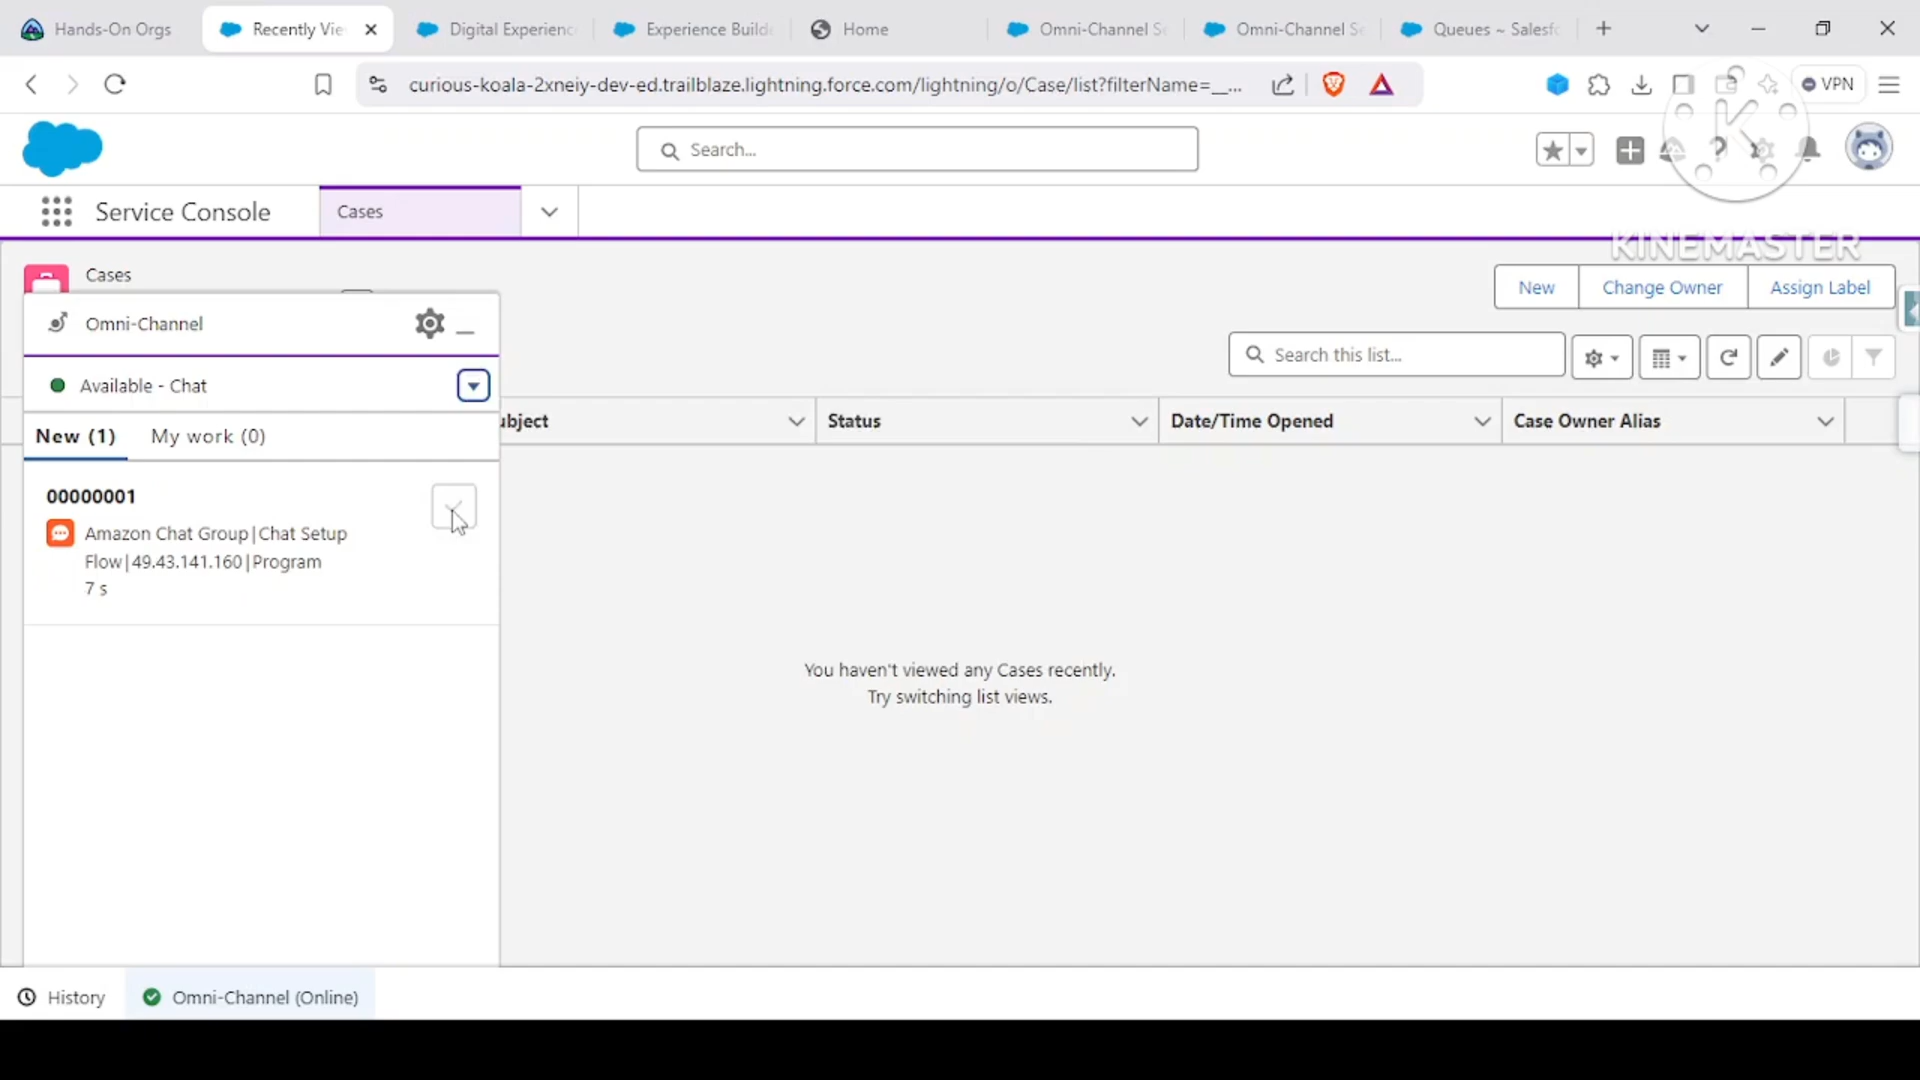 Hands-On Orgs
Recently Vie
Digital Experienc
Experience Build
Home
Omni-Channel Se
Omni-Channel Se
Queues ~ Salesfo
curious-koala-2xneiy-dev-ed.trailblaze.lightning.force.com/lightning/o/Case/list?filterName=__...
VPN
Search...
K
KINEMASTER
Service Console
Cases
Cases
New
Change Owner
Assign Label
Omni-Channel
Search this list...
Available - Chat
ubject
Status
Date/Time Opened
Case Owner Alias
New (1)
My work (0)
00000001
Amazon Chat Group|Chat Setup
Flow|49.43.141.160|Program
7 s
You haven't viewed any Cases recently.
Try switching list views.
History
Omni-Channel (Online)